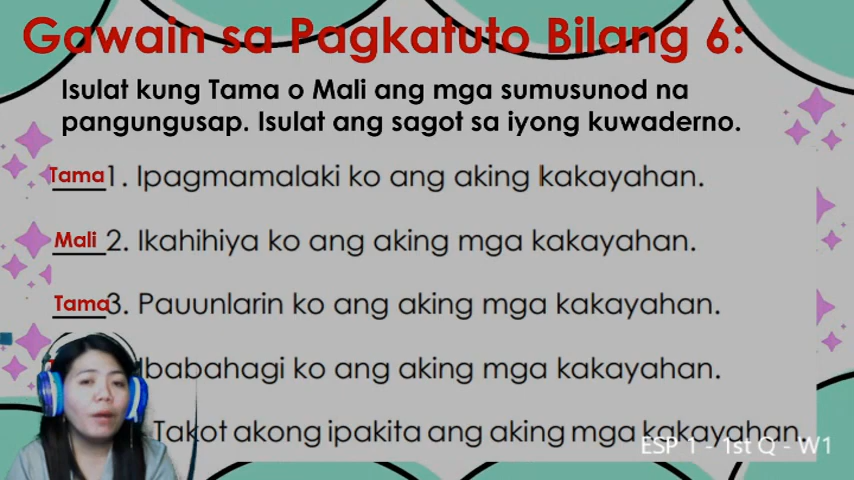 Gawain sa Pagkatuto Bilang 6:
Isulat kung Tama o Mali ang mga sumusunod na
pangungusap. Isulat ang sagot sa iyong kuwaderno.
Tama 1. Ipagmamalaki ko ang aking kakayahan.
Mali 2. Ikahihiya ko ang aking mga kakayahan.
Tama 3. Pauunlarin ko ang aking mga kakayahan.
Ibabahagi ko ang aking mga kakayahan.
Takot akong ipakita ang aking mga kakayahan.
ESP 1 - 1st Q - W1